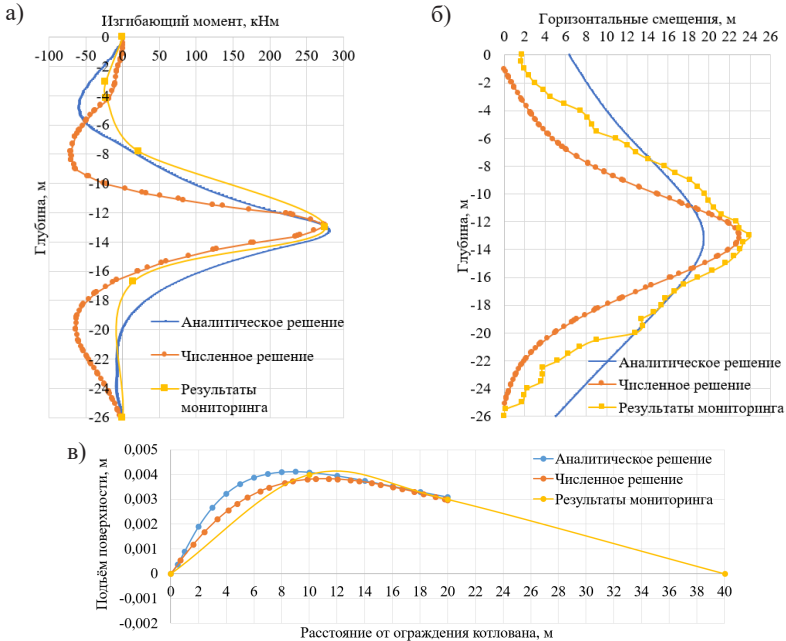 а)
Изгибающий момент, кНм
-100 -50 0 50 100 150 200 250 300
0
-2
-4
-6
-8
-10
-12
-14
-16
-18
-20
-22
-24
-26
Глубина, м
Аналитическое решение
Численное решение
Результаты
мониторинга
б)
Горизонтальные смещения, м
0 2 4 6 8 10 12 14 16 18 20 22 24 26
0
-2
-4
-6
-8
-10
-12
-14
-16
-18
-20
-22
-24
-26
Глубина, м
Аналитическое решение
Численное решение
Результаты мониторинга
в)
0,005
0,004
0,003
0,002
0,001
0
-0,001
-0,002
Подъём поверхности, м
Аналитическое решение
Численное решение
Результаты мониторинга
0 2 4 6 8 10 12 14 16 18 20 22 24 26 28 30 32 34 36 38 40
Расстояние от ограждения котлована, м